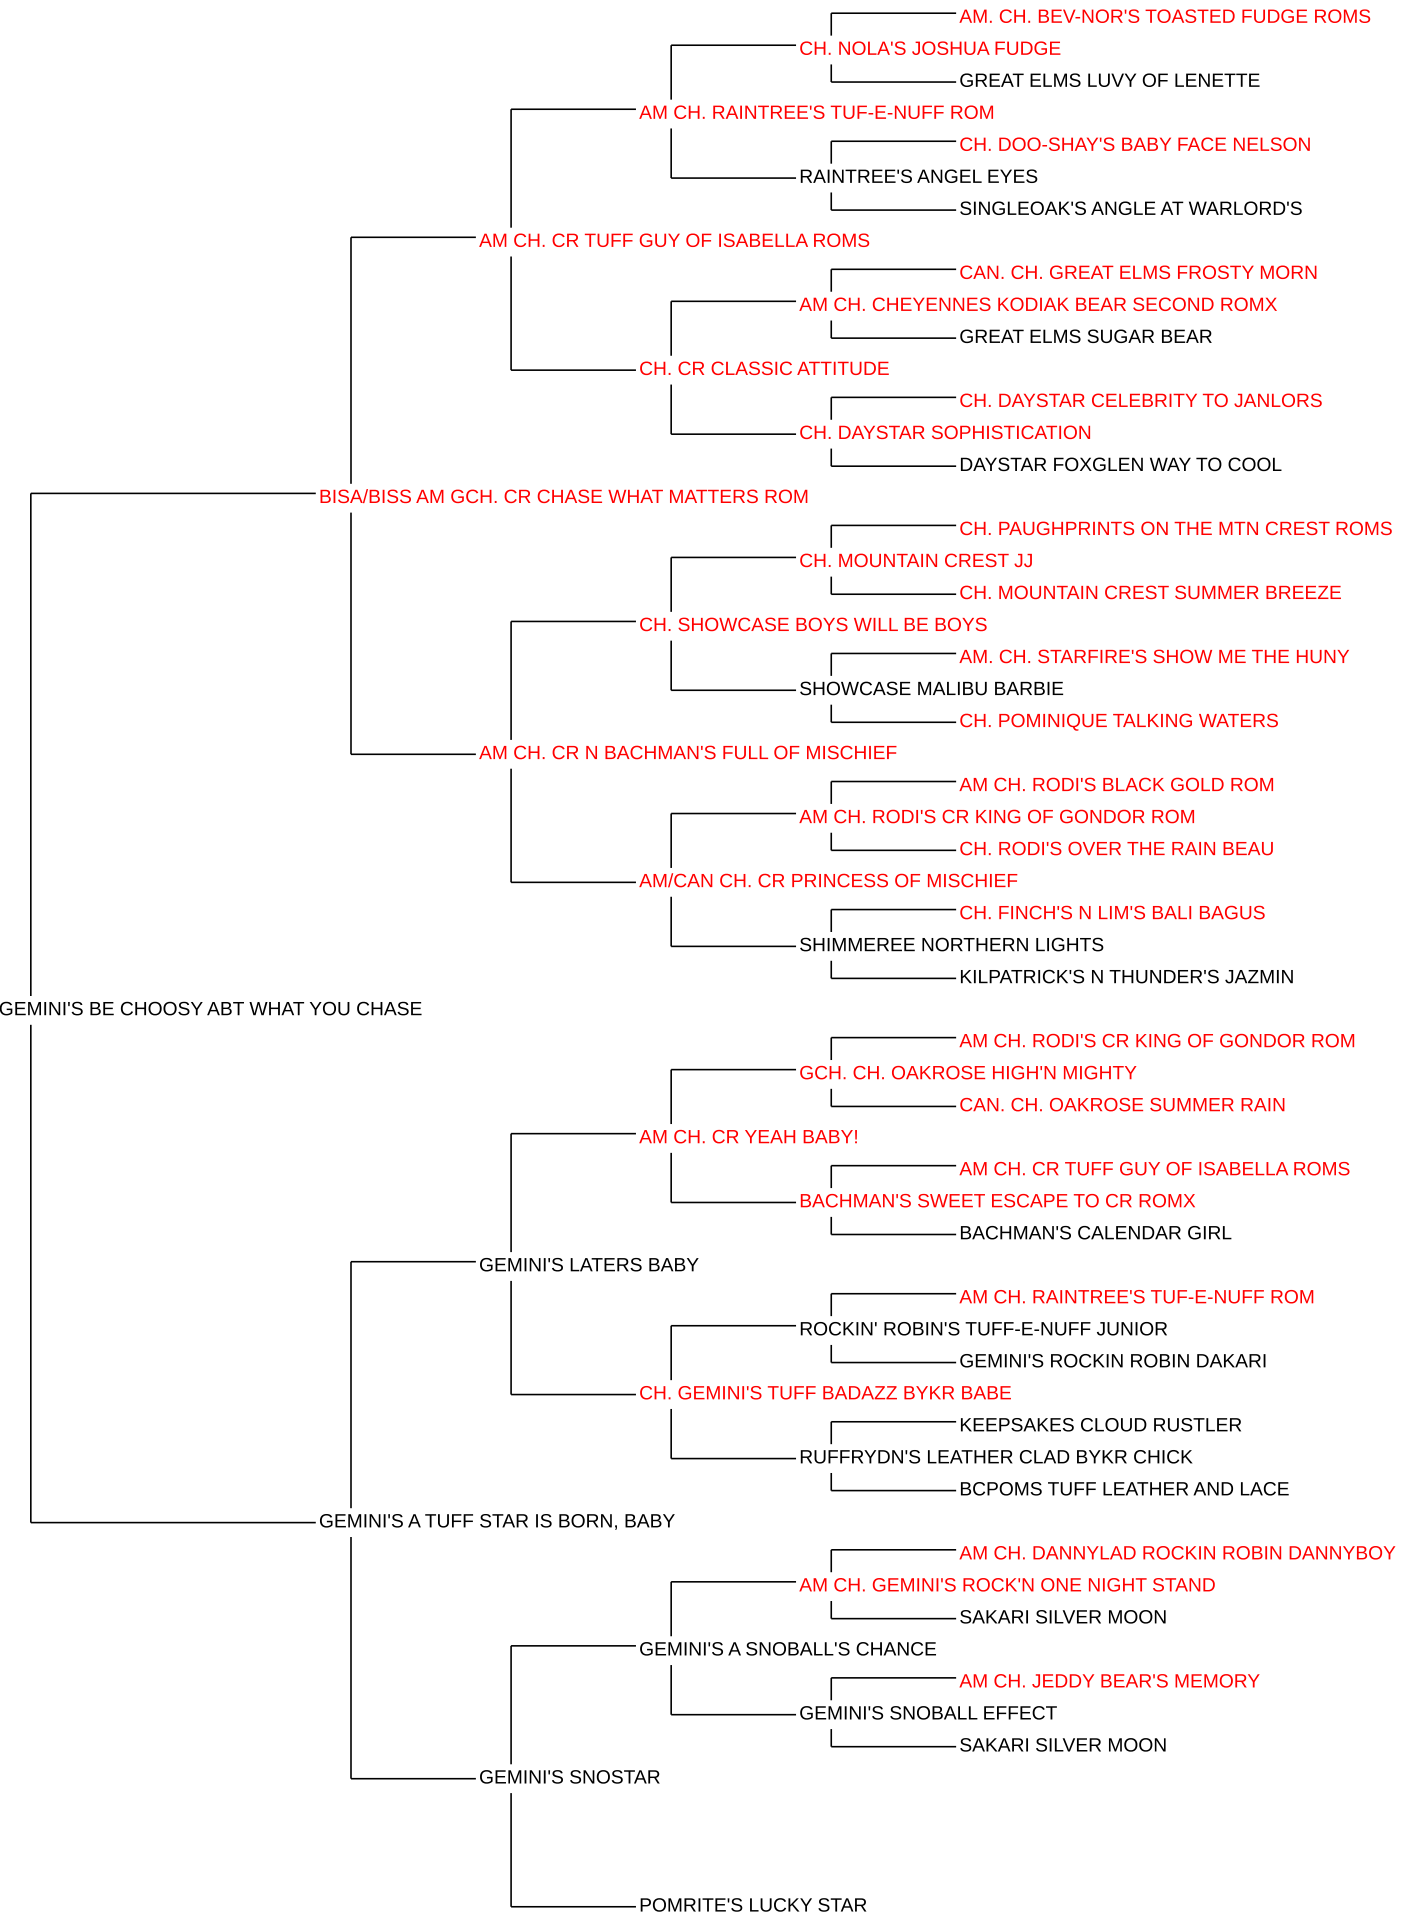 AM. CH. BEV-NOR'S TOASTED FUDGE ROMS
CH. NOLA'S JOSHUA FUDGE
GREAT ELMS LUVY OF LENETTE
AM CH. RAINTREE'S TUF-E-NUFF ROM
CH. DOO-SHAY'S BABY FACE NELSON
RAINTREE'S ANGEL EYES
SINGLEOAK'S ANGLE AT WARLORD'S
AM CH. CR TUFF GUY OF ISABELLA ROMS
CAN. CH. GREAT ELMS FROSTY MORN
AM CH. CHEYENNES KODIAK BEAR SECOND ROMX
GREAT ELMS SUGAR BEAR
CH. CR CLASSIC ATTITUDE
CH. DAYSTAR CELEBRITY TO JANLORS
CH. DAYSTAR SOPHISTICATION
DAYSTAR FOXGLEN WAY TO COOL
BISA/BISS AM GCH. CR CHASE WHAT MATTERS ROM
CH. PAUGHPRINTS ON THE MTN CREST ROMS
CH. MOUNTAIN CREST JJ
CH. MOUNTAIN CREST SUMMER BREEZE
CH. SHOWCASE BOYS WILL BE BOYS
AM. CH. STARFIRE'S SHOW ME THE HUNY
SHOWCASE MALIBU BARBIE
CH. POMINIQUE TALKING WATERS
AM CH. CR N BACHMAN'S FULL OF MISCHIEF
AM CH. RODI'S BLACK GOLD ROM
AM CH. RODI'S CR KING OF GONDOR ROM
CH. RODI'S OVER THE RAIN BEAU
AM/CAN CH. CR PRINCESS OF MISCHIEF
CH. FINCH'S N LIM'S BALI BAGUS
SHIMMEREE NORTHERN LIGHTS
KILPATRICK'S N THUNDER'S JAZMIN
GEMINI'S BE CHOOSY ABT WHAT YOU CHASE
AM CH. RODI'S CR KING OF GONDOR ROM
GCH. CH. OAKROSE HIGH'N MIGHTY
CAN. CH. OAKROSE SUMMER RAIN
AM CH. CR YEAH BABY!
AM CH. CR TUFF GUY OF ISABELLA ROMS
BACHMAN'S SWEET ESCAPE TO CR ROMX
BACHMAN'S CALENDAR GIRL
GEMINI'S LATERS BABY
AM CH. RAINTREE'S TUF-E-NUFF ROM
ROCKIN' ROBIN'S TUFF-E-NUFF JUNIOR
GEMINI'S ROCKIN ROBIN DAKARI
CH. GEMINI'S TUFF BADAZZ BYKR BABE
KEEPSAKES CLOUD RUSTLER
RUFFRYDN'S LEATHER CLAD BYKR CHICK
BCPOMS TUFF LEATHER AND LACE
GEMINI'S A TUFF STAR IS BORN, BABY
AM CH. DANNYLAD ROCKIN ROBIN DANNYBOY
AM CH. GEMINI'S ROCK'N ONE NIGHT STAND
SAKARI SILVER MOON
GEMINI'S A SNOBALL'S CHANCE
AM CH. JEDDY BEAR'S MEMORY
GEMINI'S SNOBALL EFFECT
SAKARI SILVER MOON
GEMINI'S SNOSTAR
POMRITE'S LUCKY STAR